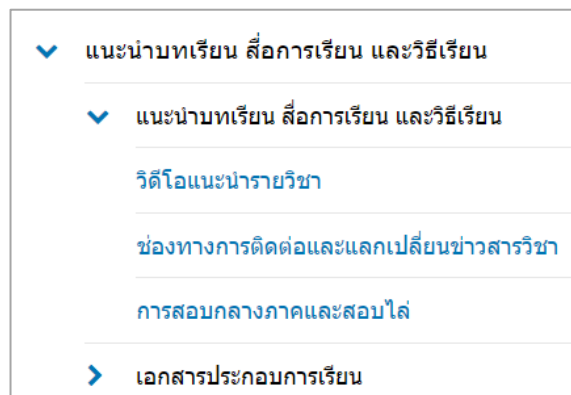 แนะนำบทเรียน สื่อการเรียน และวิธีเรียน
แนะนำบทเรียน สื่อการเรียน และวิธีเรียน
วิดีโอแนะนำรายวิชา
ช่องทางการติดต่อและแลกเปลี่ยนข่าวสารวิชา
การสอบกลางภาคและสอบไล่
เอกสารประกอบการเรียน